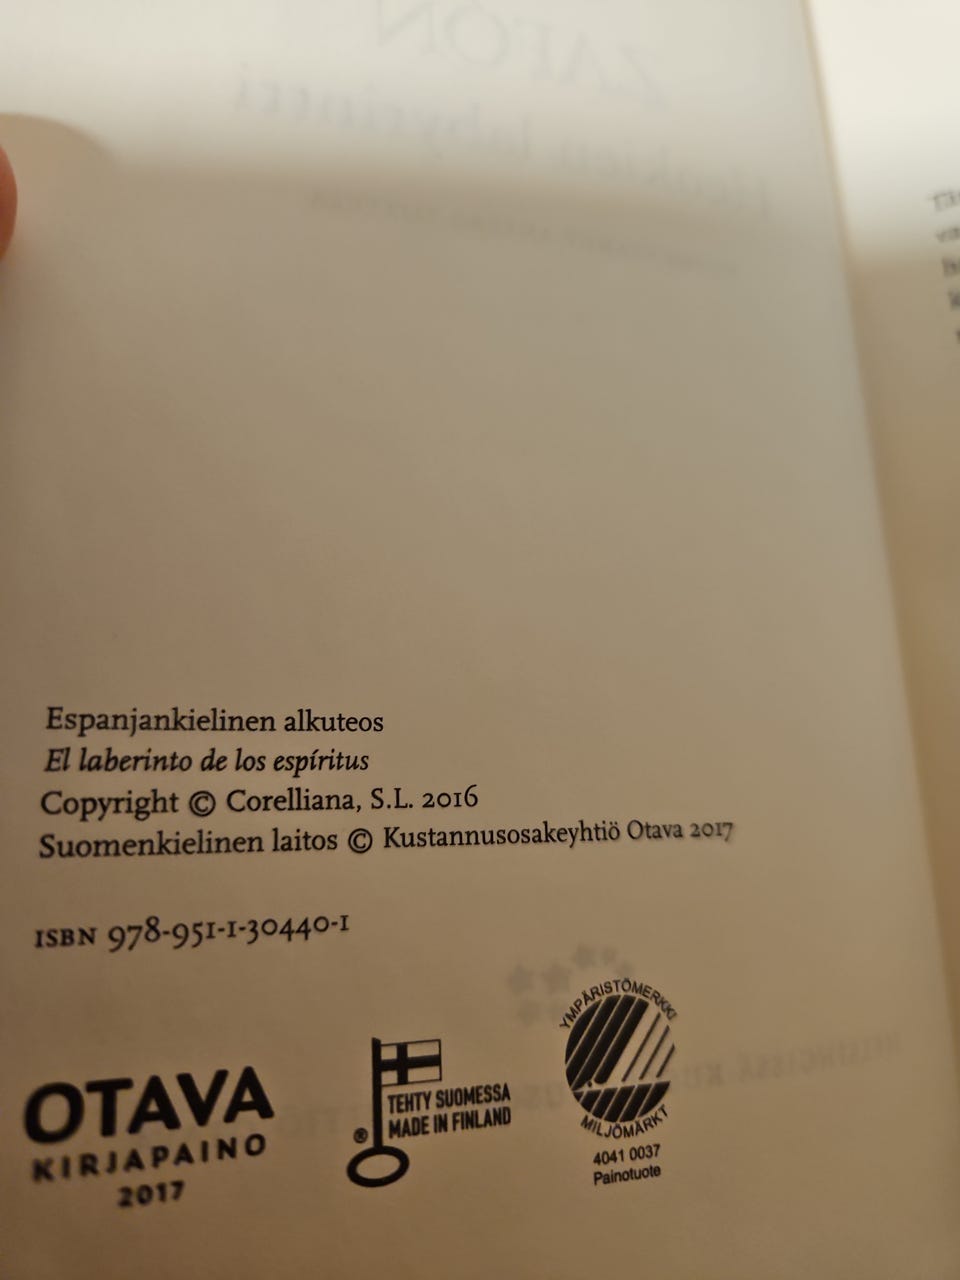 Espanjankielinen alkuteos
El laberinto de los espíritus
Copyright © Corelliana, S.L. 2016
Suomenkielinen laitos © Kustannusosakeyhtiö Otava 2017
ISBN 978-951-1-30440-1
OTAVA
KIRJAPAINO
2017
® TEHTY SUOMESSA
MADE IN FINLAND
YMPÄRISTÖMERKKI
MILJÖMÄRKT
4041 0037
Painotuote